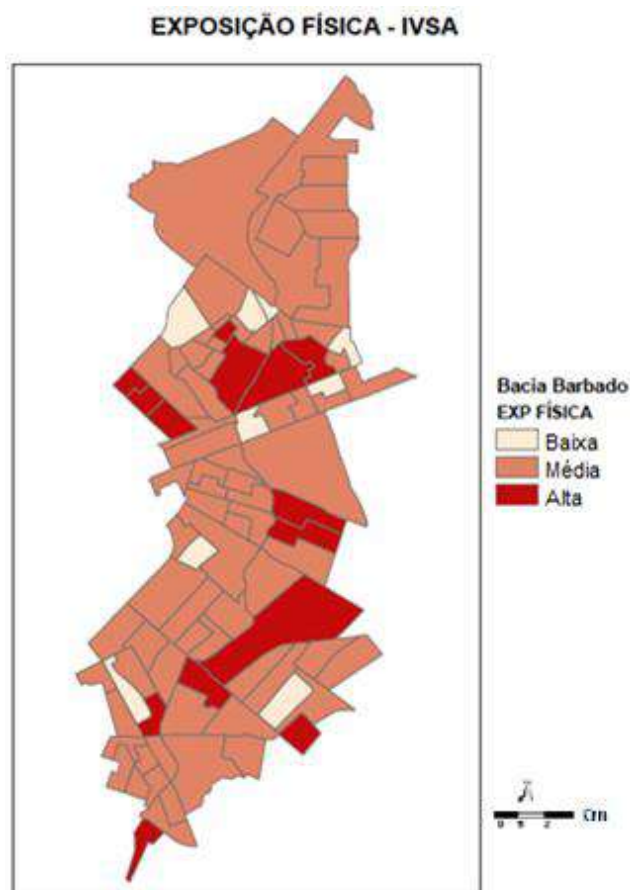 EXPOSIÇÃO FÍSICA - IVSA
Bacia Barbado
EXP FÍSICA
Baixa
Média
Alta